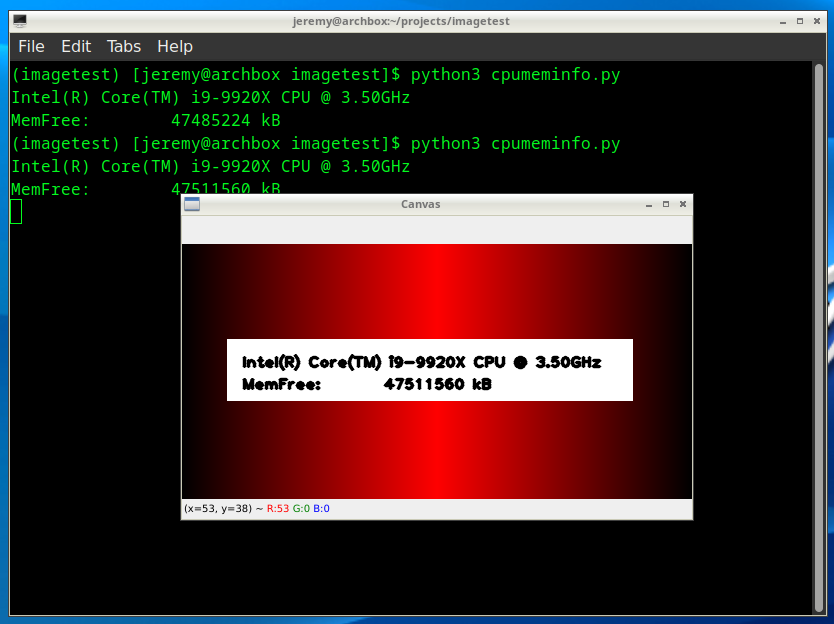 jeremy@archbox:~/projects/imagetest
File Edit Tabs Help
(imagetest) [jeremy@archbox imagetest]$ python3 cpumeminfo.py
Intel(R) Core(TM) i9-9920X CPU @ 3.50GHz
MemFree:         47485224 kB
(imagetest) [jeremy@archbox imagetest]$ python3 cpumeminfo.py
Intel(R) Core(TM) i9-9920X CPU @ 3.50GHz
MemFree:         47511560 kB
Canvas
Intel(R) Core(TM) i9-9920X CPU @ 3.50GHz
MemFree:         47511560 kB
(x=53, y=38) ~ R:53 G:0 B:0